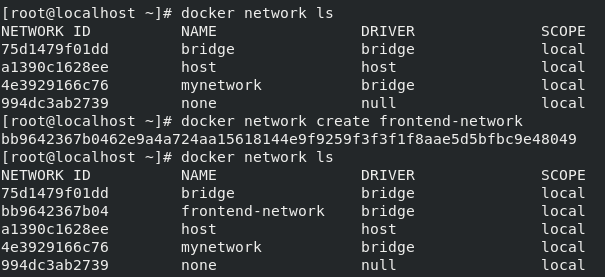 [root@localhost ~]# docker network ls
NETWORK ID          NAME                DRIVER              SCOPE
75d1479f01dd        bridge              bridge              local
a1390c1628ee        host                host                local
4e3929166c76        mynetwork           bridge              local
994dc3ab2739        none                null                local
[root@localhost ~]# docker network create frontend-network
bb9642367b0462e9a4a724aa15618144e9f9259f3f3f1f8aae5d5bfbc9e48049
[root@localhost ~]# docker network ls
NETWORK ID          NAME                DRIVER              SCOPE
75d1479f01dd        bridge              bridge              local
bb9642367b04        frontend-network    bridge              local
a1390c1628ee        host                host                local
4e3929166c76        mynetwork           bridge              local
994dc3ab2739        none                null                local